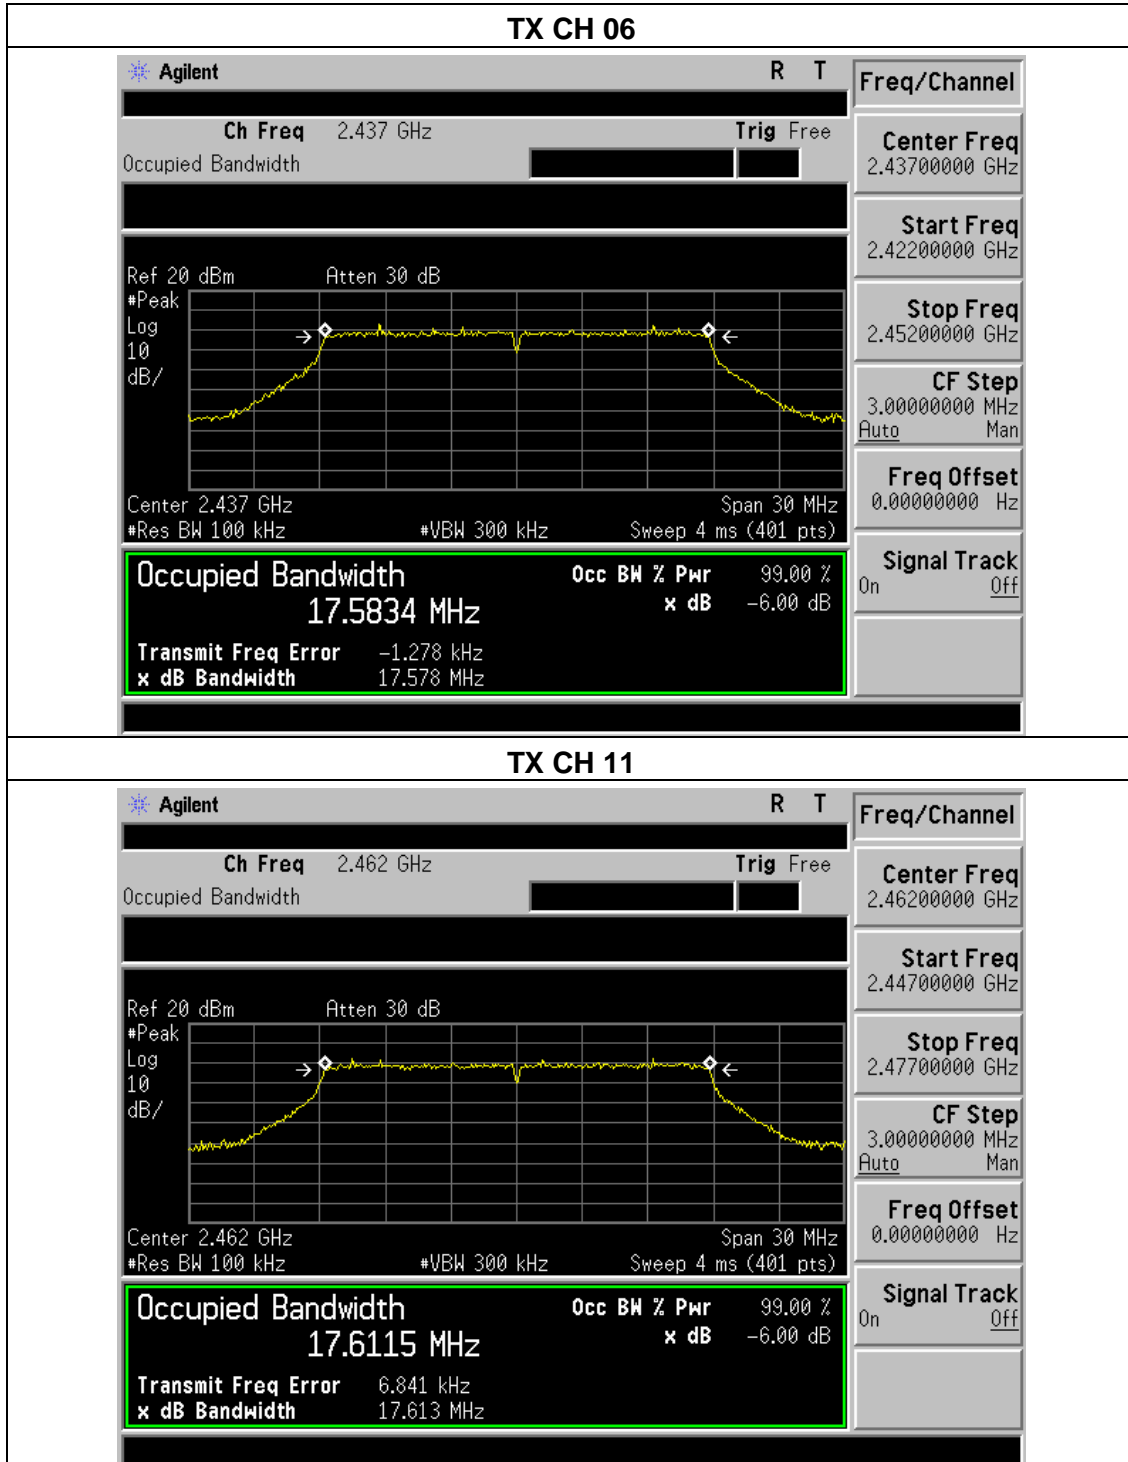 TX CH 06
Agilent R T
Freq/Channel
Ch Freq 2.437 GHz Trig Free
Occupied Bandwidth
Center Freq
2.43700000 GHz
Start Freq
2.42200000 GHz
Ref 20 dBm Atten 30 dB
#Peak
Log
10
dB/
Stop Freq
2.45200000 GHz
CF Step
3.00000000 MHz
Auto Man
Center 2.437 GHz Span 30 MHz
#Res BW 100 kHz #VBW 300 kHz Sweep 4 ms (401 pts)
Freq Offset
0.00000000 Hz
Occupied Bandwidth Occ BW % Pwr 99.00 %
17.5834 MHz x dB -6.00 dB
Transmit Freq Error -1.278 kHz
x dB Bandwidth 17.578 MHz
Signal Track
On Off
TX CH 11
Agilent R T
Freq/Channel
Ch Freq 2.462 GHz Trig Free
Occupied Bandwidth
Center Freq
2.46200000 GHz
Start Freq
2.44700000 GHz
Ref 20 dBm Atten 30 dB
#Peak
Log
10
dB/
Stop Freq
2.47700000 GHz
CF Step
3.00000000 MHz
Auto Man
Center 2.462 GHz Span 30 MHz
#Res BW 100 kHz #VBW 300 kHz Sweep 4 ms (401 pts)
Freq Offset
0.00000000 Hz
Occupied Bandwidth Occ BW % Pwr 99.00 %
17.6115 MHz x dB -6.00 dB
Transmit Freq Error 6.841 kHz
x dB Bandwidth 17.613 MHz
Signal Track
On Off